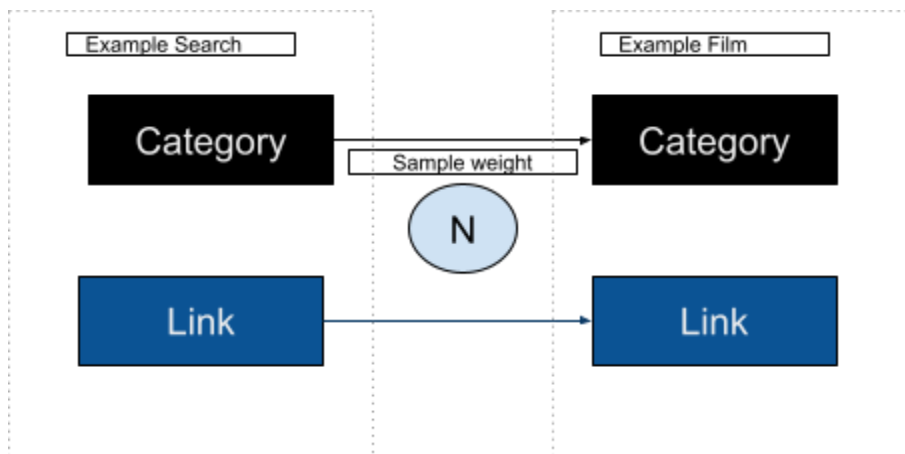 Example Search
Example Film
Category
Category
Sample weight
N
Link
Link